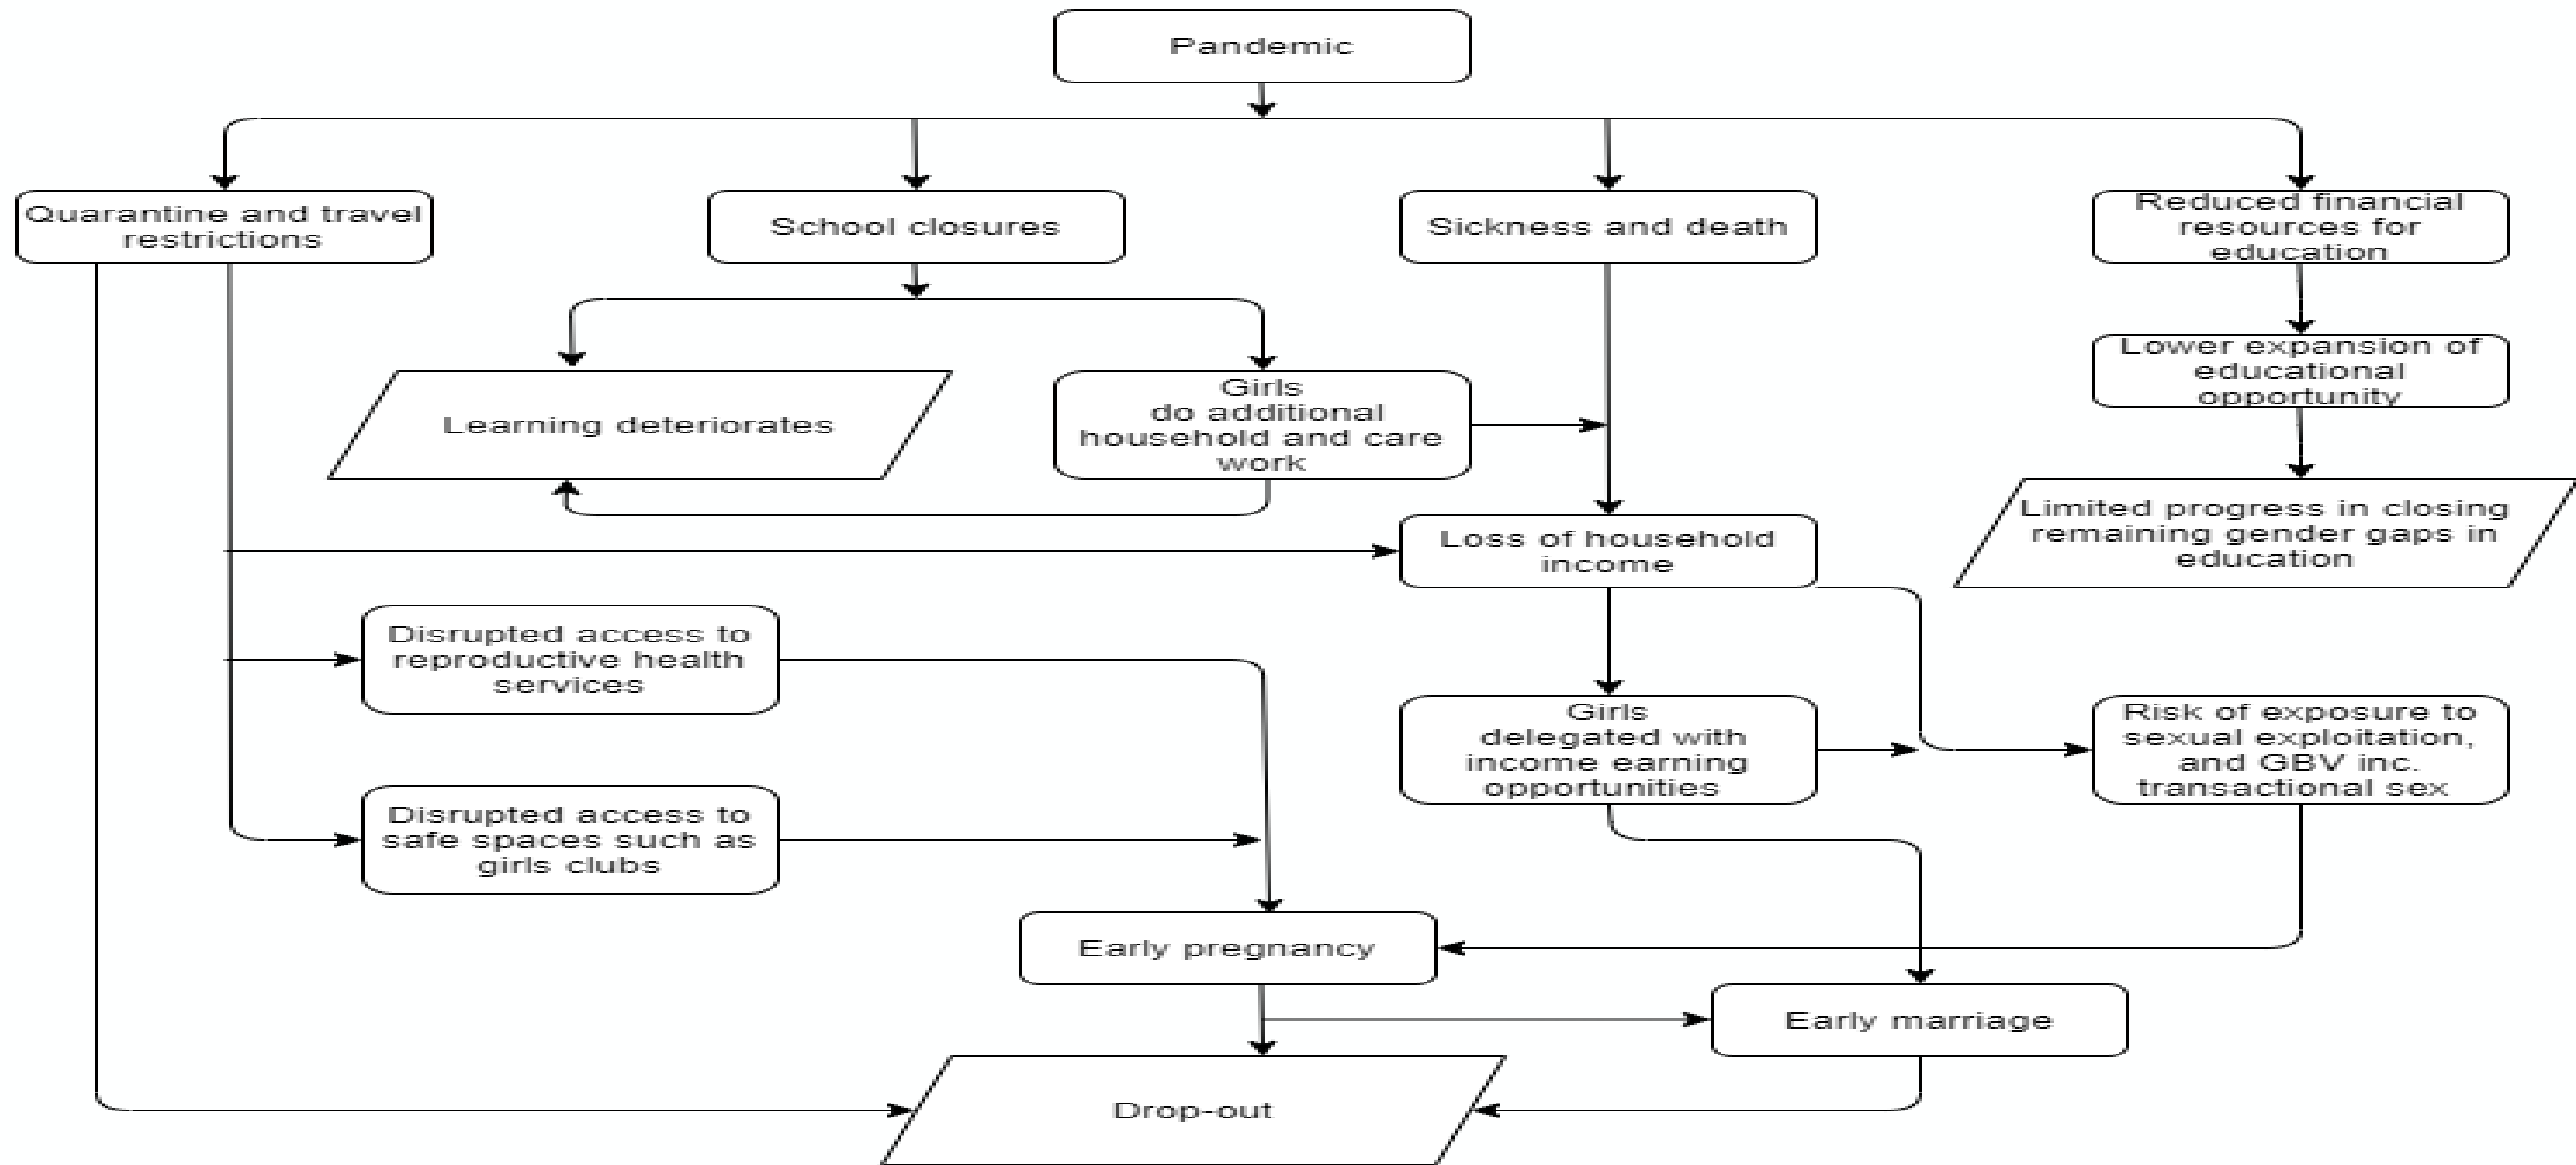 Pandemic
Quarantine and travel
restrictions
School closures
Sickness and death
Reduced financial
resources for
education
Lower expansion of
educational
opportunity
Learning deteriorates
Girls
do additional
household and care
work
Limited progress in closing
remaining gender gaps in
education
Loss of household
income
Disrupted access to
reproductive health
services
Girls
delegated with
income earning
opportunities
Risk of exposure to
sexual exploitation,
and GBV inc.
transactional sex
Disrupted access to
safe spaces such as
girls clubs
Early pregnancy
Early marriage
Drop-out